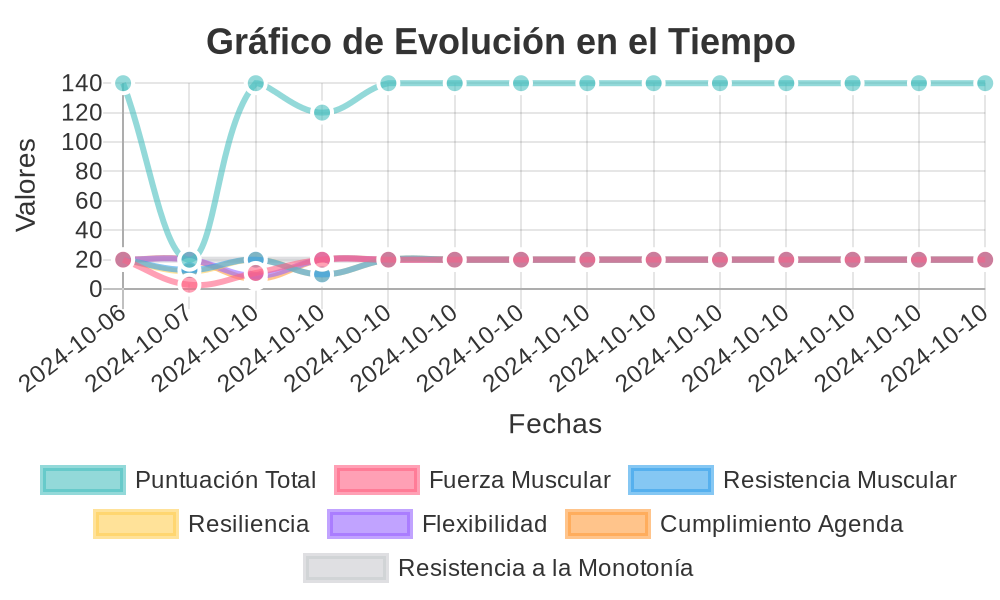 Gráfico de Evolución en el Tiempo
Valores
140
120
100
80
60
40
20
0
2024-10-06
2024-10-07
2024-10-10
2024-10-10
2024-10-10
2024-10-10
2024-10-10
2024-10-10
2024-10-10
2024-10-10
2024-10-10
2024-10-10
2024-10-10
2024-10-10
Fechas
Puntuación Total
Fuerza Muscular
Resistencia Muscular
Resiliencia
Flexibilidad
Cumplimiento Agenda
Resistencia a la Monotonía